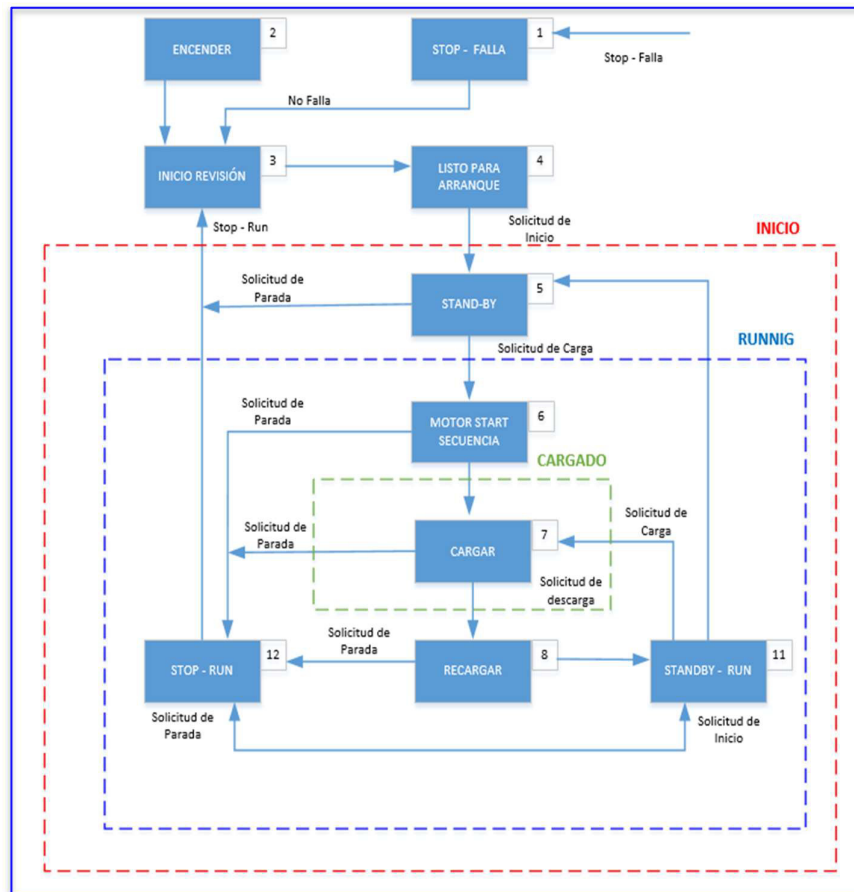 ENCENDER
2
STOP - FALLA
1
Stop - Falla
No Falla
INICIO REVISIÓN
3
LISTO PARA
ARRANQUE
4
Stop - Run
Solicitud de
Inicio
INICIO
Solicitud de
Parada
STAND-BY
5
Solicitud de Carga
RUNNIG
Solicitud de
Parada
MOTOR START
SECUENCIA
6
CARGADO
Solicitud de
Parada
CARGAR
7
Solicitud de
Carga
Solicitud de
descarga
STOP - RUN
12
Solicitud de
Parada
RECARGAR
8
STANDBY - RUN
11
Solicitud de
Parada
Solicitud de
Inicio